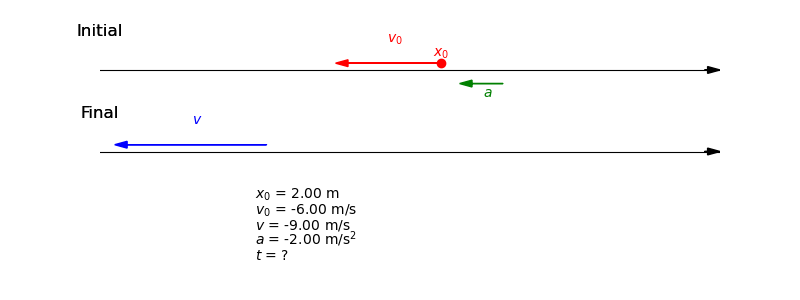 Initial
v₀
x₀
a
Final
v
x₀ = 2.00 m
v₀ = -6.00 m/s
v = -9.00 m/s
a = -2.00 m/s²
t = ?